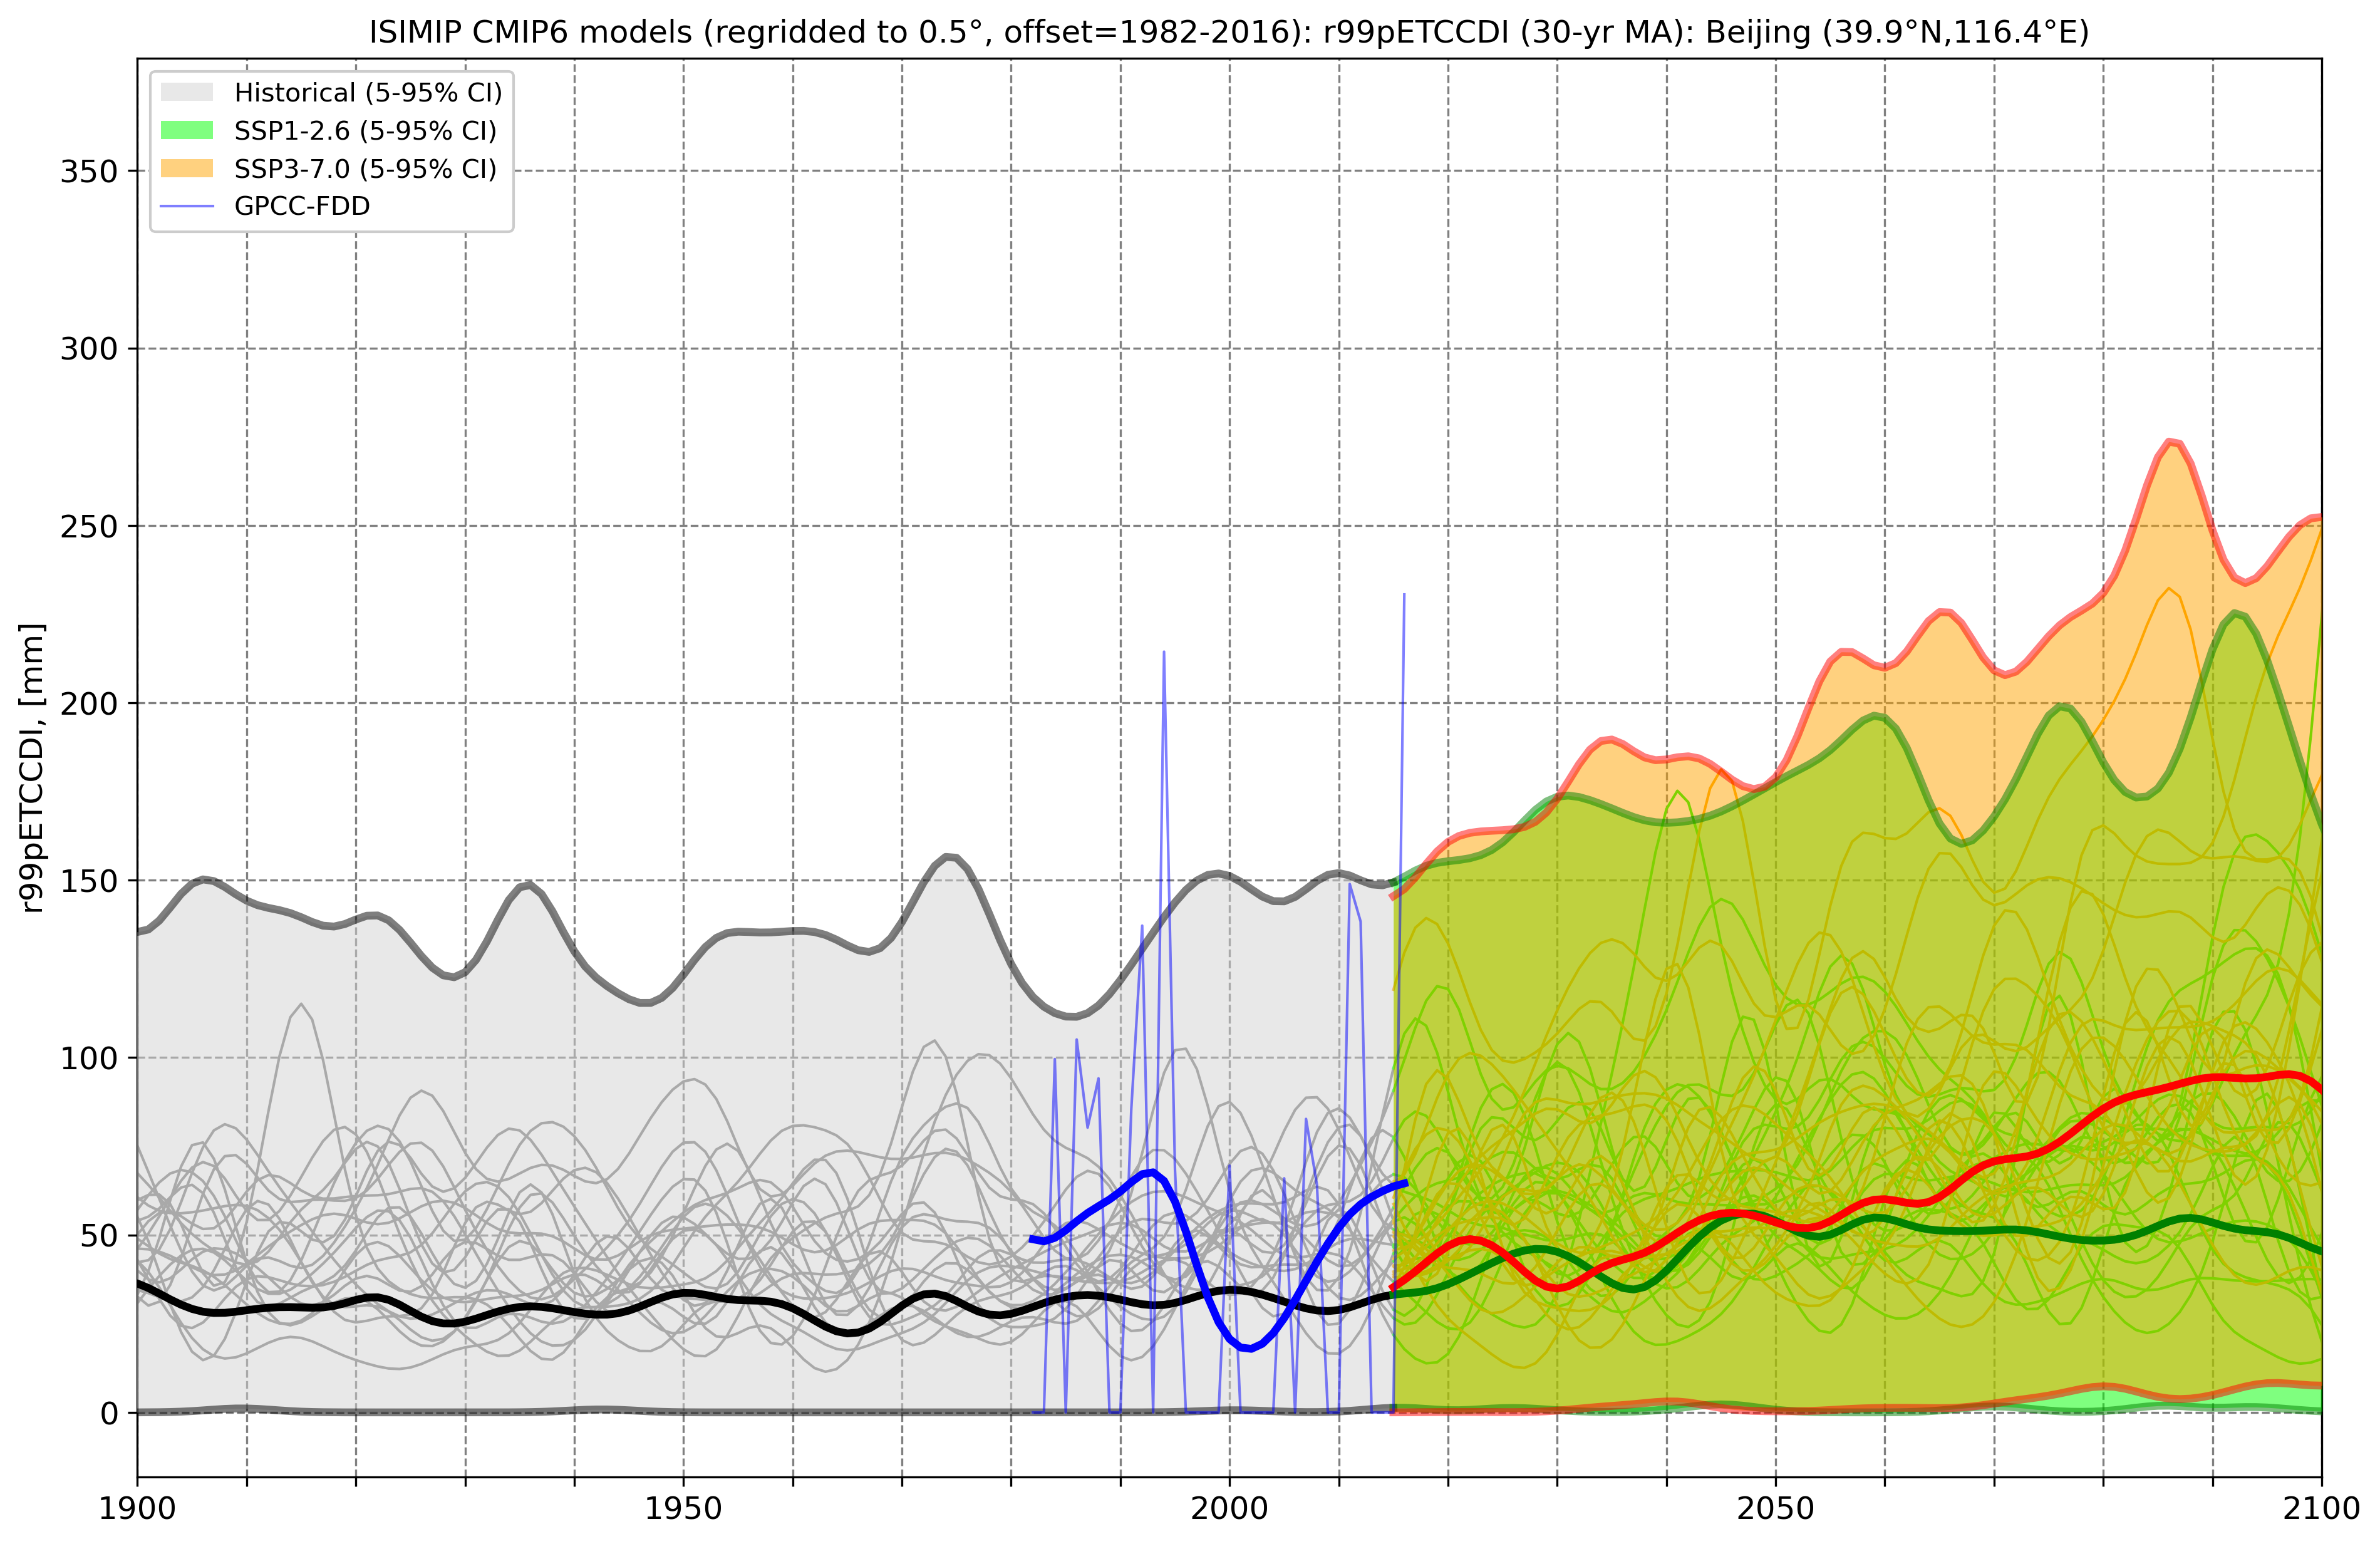 ISIMIP CMIP6 models (regridded to 0.5°, offset=1982-2016): r99pETCCDI (30-yr MA): Beijing (39.9°N,116.4°E)
Historical (5-95% CI)
SSP1-2.6 (5-95% CI)
SSP3-7.0 (5-95% CI)
GPCC-FDD
r99pETCCDI, [mm]
350
300
250
200
150
100
50
0
1900 1950 2000 2050 2100